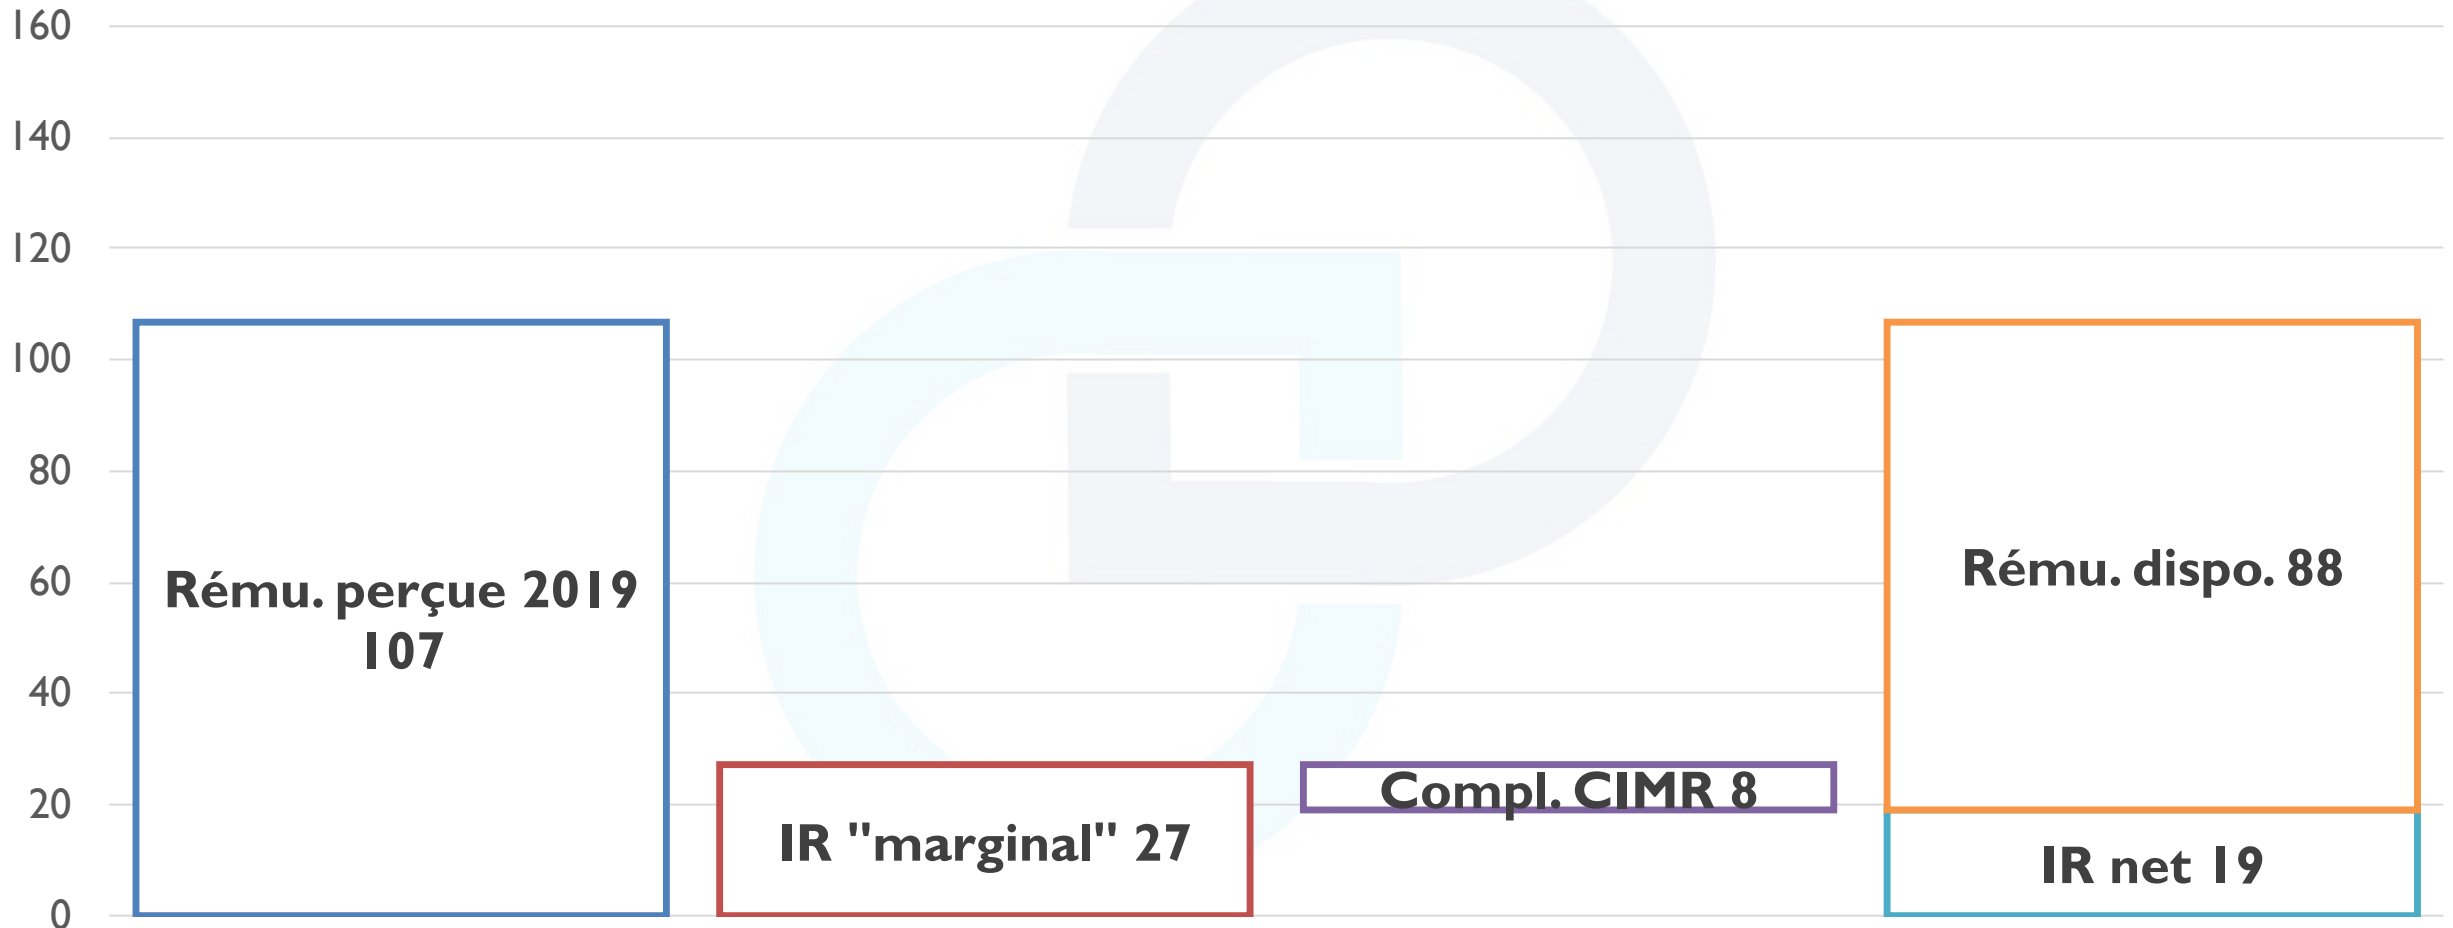 160
140
120
100
80
60
40
20
0
Rému. perçue 2019
107
IR "marginal" 27
Compl. CIMR 8
Rému. dispo. 88
IR net 19